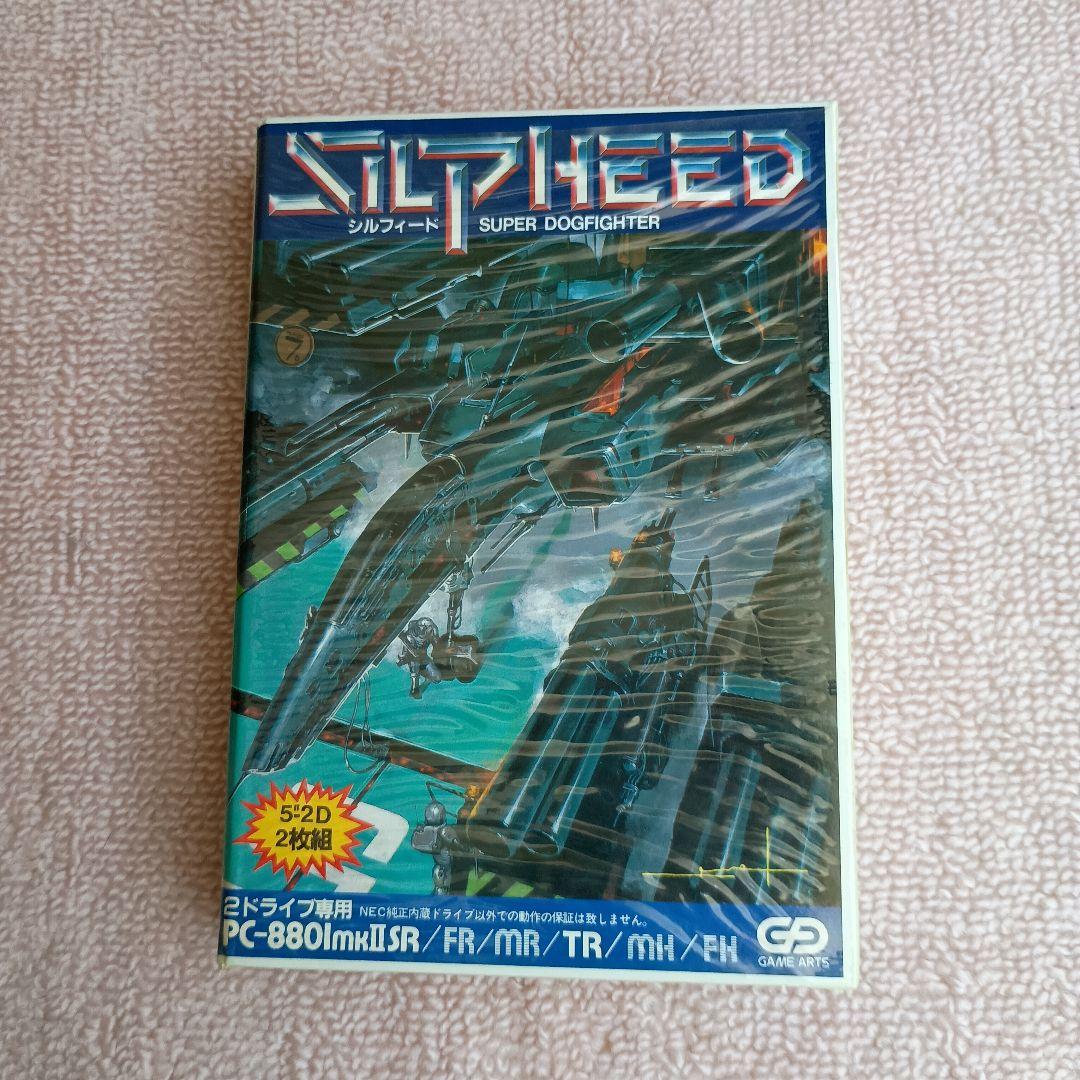 SILPHEED
シルフィード SUPER DOGFIGHTER
7
5"2D
2枚組
2ドライブ専用 NEC純正内蔵ドライブ以外での動作の保証は致しません。
PC-8801mkⅡSR/FR/MR/TR/MH/FH
GAME ARTS